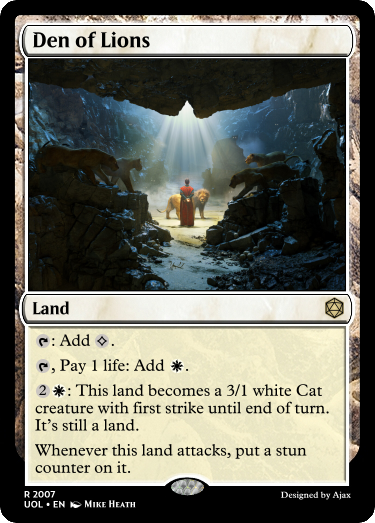 Den of Lions
Land
: Add .
, Pay 1 life: Add .
2 : This land becomes a 3/1 white Cat
creature with first strike until end of turn.
It's still a land.
Whenever this land attacks, put a stun
counter on it.
R 2007
UOL • EN Mike Heath
Designed by Ajax